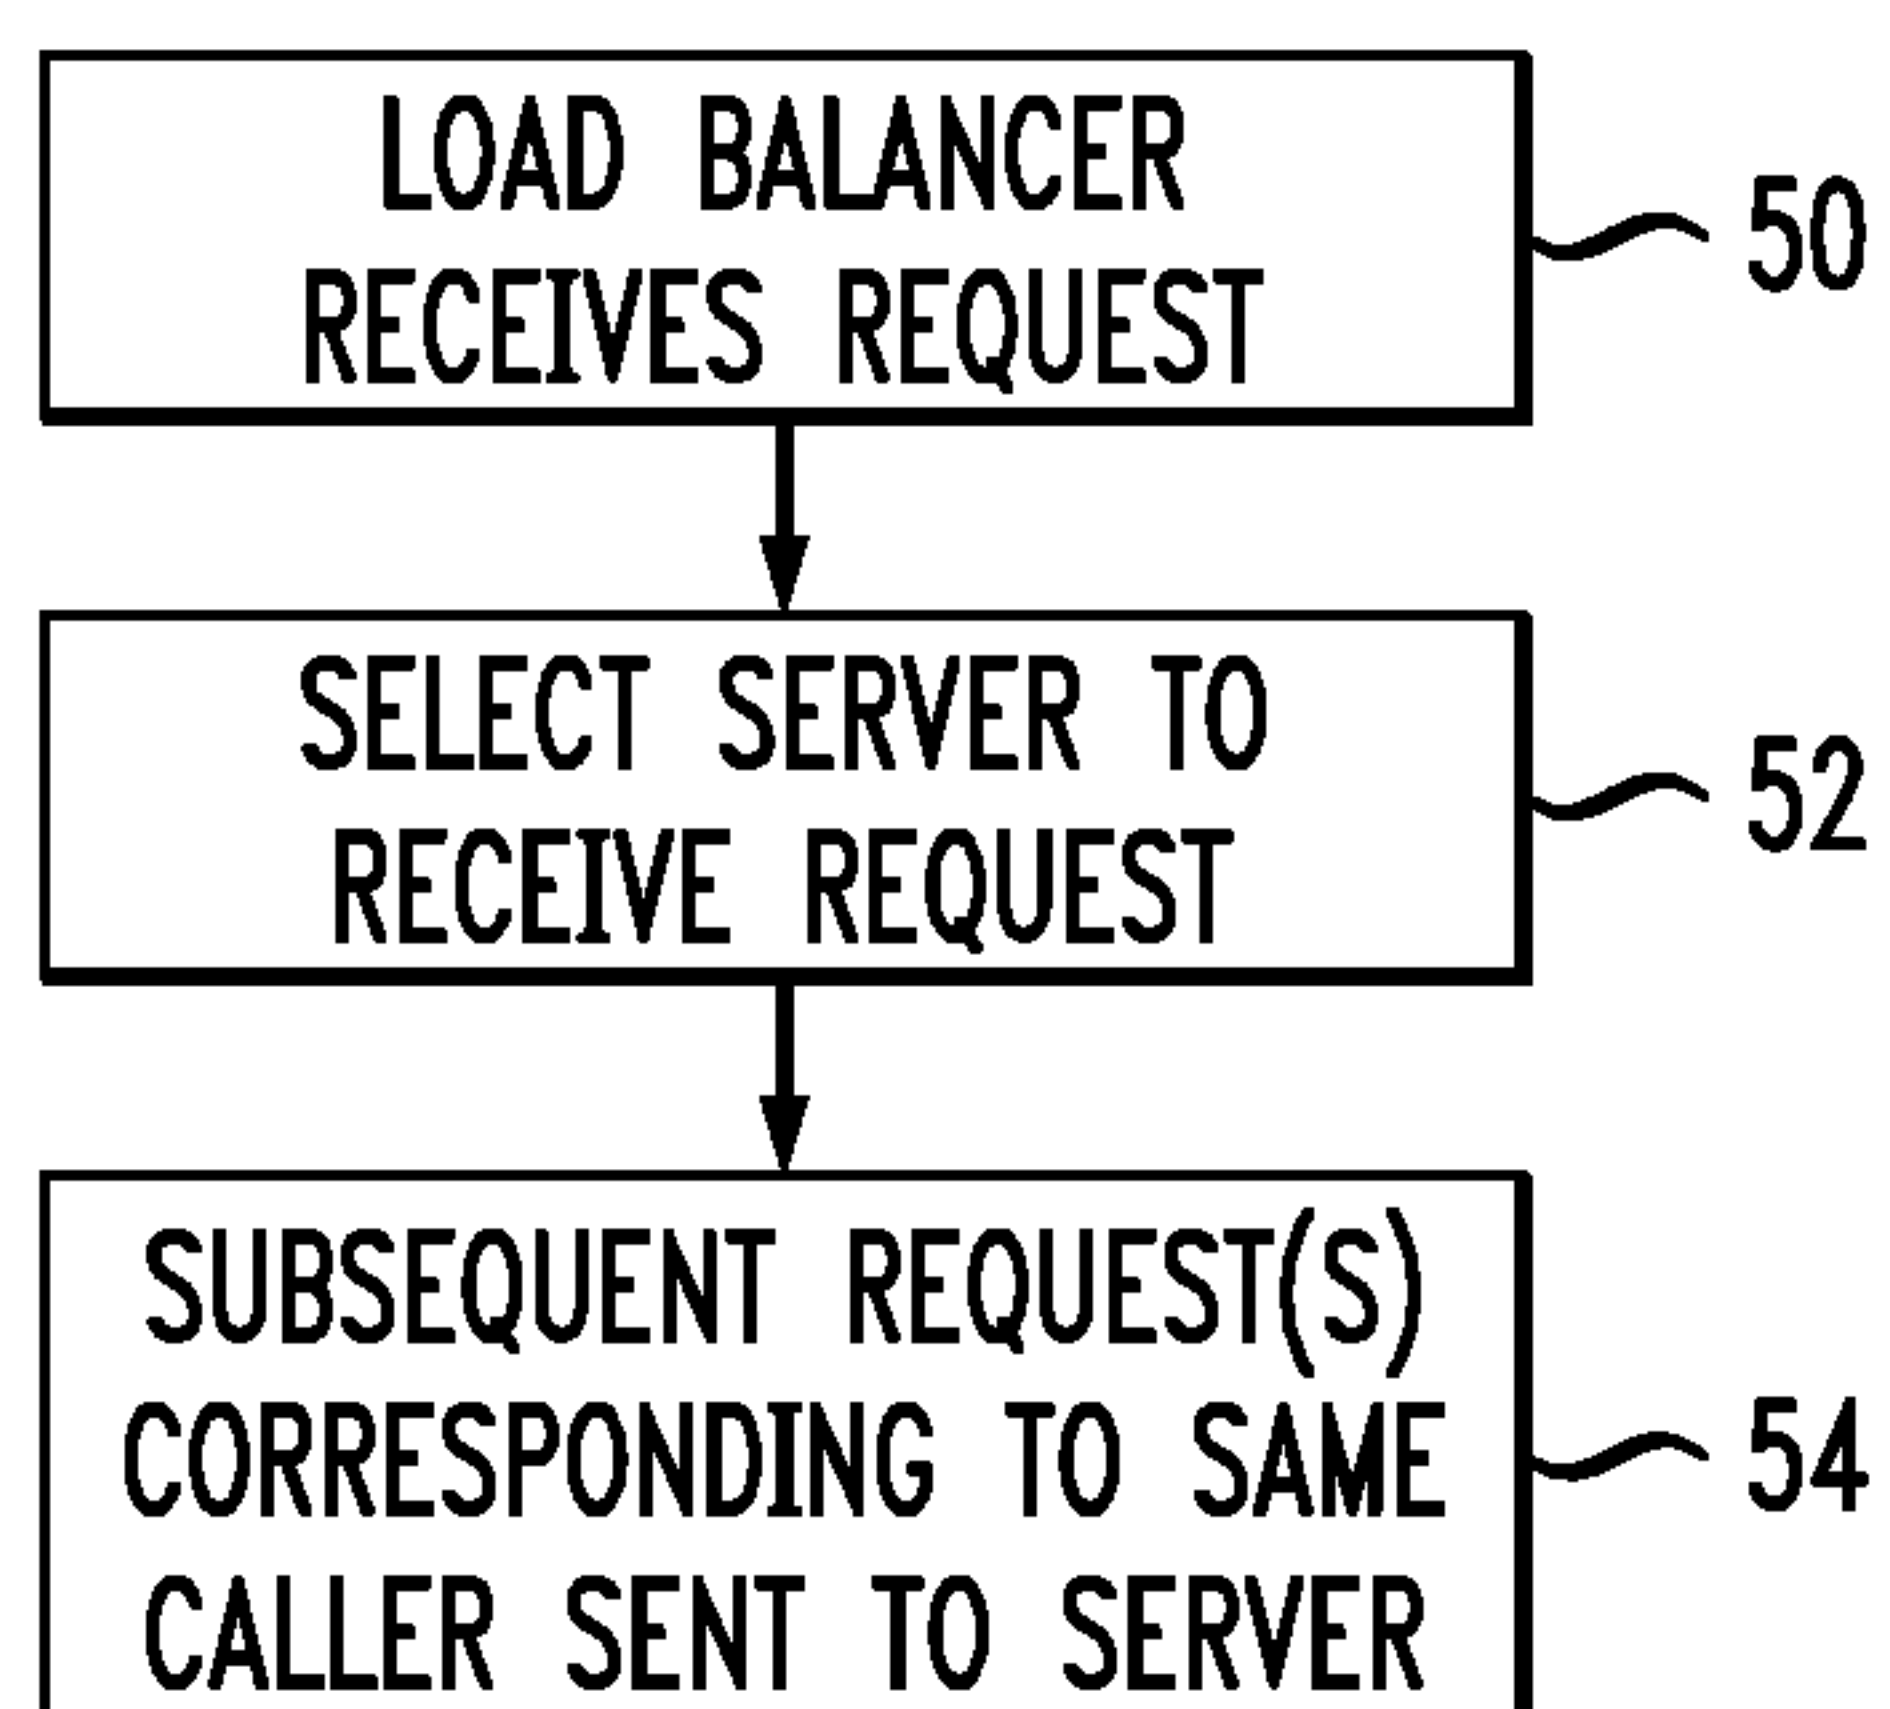 LOAD BALANCER
RECEIVES REQUEST
50
SELECT SERVER TO
RECEIVE REQUEST
52
SUBSEQUENT REQUEST(S)
CORRESPONDING TO SAME
CALLER SENT TO SERVER
54